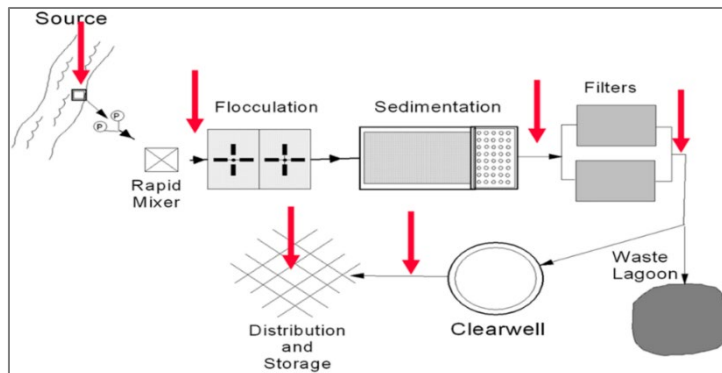 Source
P
P
Flocculation
Sedimentation
Filters
Rapid
Mixer
Waste
Lagoon
Clearwell
Distribution
and
Storage